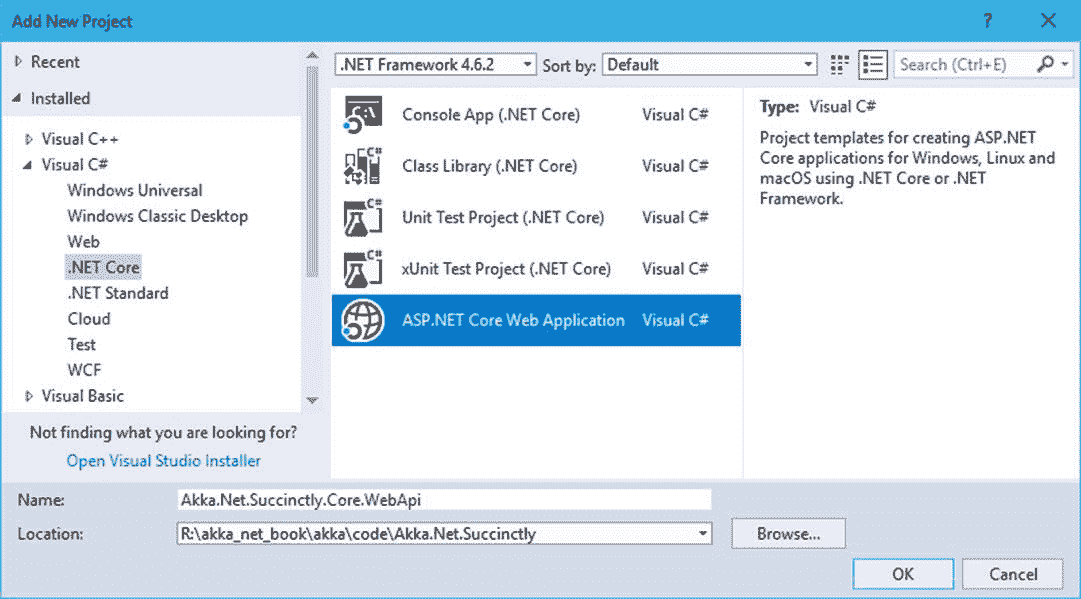 Add New Project
?
Recent
Installed
Visual C++
Visual C#
Windows Universal
Windows Classic Desktop
Web
.NET Core
.NET Standard
Cloud
Test
WCF
Visual Basic
Not finding what you are looking for?
Open Visual Studio Installer
.NET Framework 4.6.2 Sort by: Default Search (Ctrl+E)
C:\ Console App (.NET Core) Visual C#
C# Class Library (.NET Core) Visual C#
C# Unit Test Project (.NET Core) Visual C#
C# xUnit Test Project (.NET Core) Visual C#
ASP.NET Core Web Application Visual C#
Type: Visual C#
Project templates for creating ASP.NET
Core applications for Windows, Linux and
macOS using .NET Core or .NET
Framework.
Name: Akka.Net.Succinctly.Core.WebApi
Location: R:\akka_net_book\akka\code\Akka.Net.Succinctly Browse...
OK Cancel